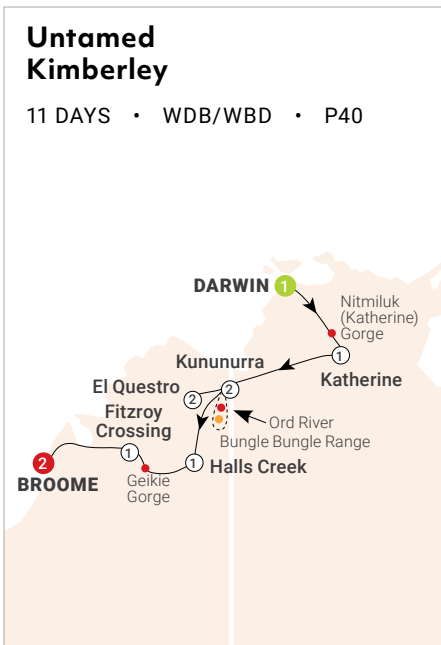 Untamed
Kimberley
11 DAYS • WDB/WBD • P40
DARWIN 1
Nitmiluk
(Katherine)
Gorge
1
Katherine
Kununurra
2
El Questro
2
Ord River
Bungle Bungle Range
Fitzroy
Crossing
1
Halls Creek
1
Geikie
Gorge
2
BROOME